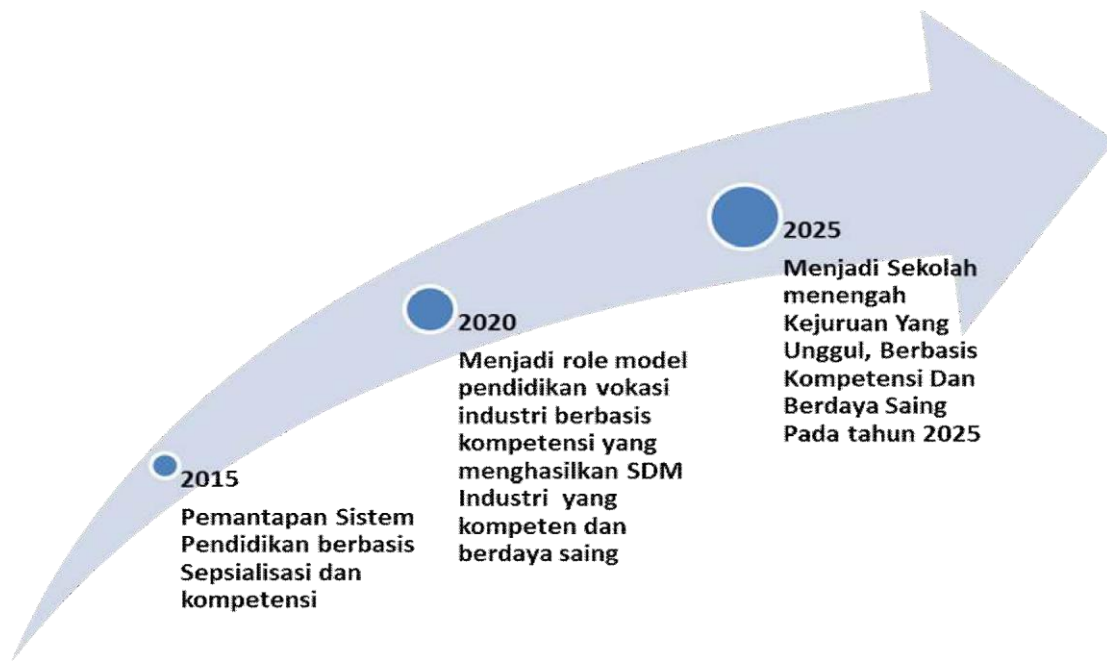 2015
Pemantapan Sistem
Pendidikan berbasis
Sepsialisasi dan
kompetensi
2020
Menjadi role model
pendidikan vokasi
industri berbasis
kompetensi yang
menghasilkan SDM
Industri yang
kompeten dan
berdaya saing
2025
Menjadi Sekolah
menengah
Kejuruan Yang
Unggul, Berbasis
Kompetensi Dan
Berdaya Saing
Pada tahun 2025